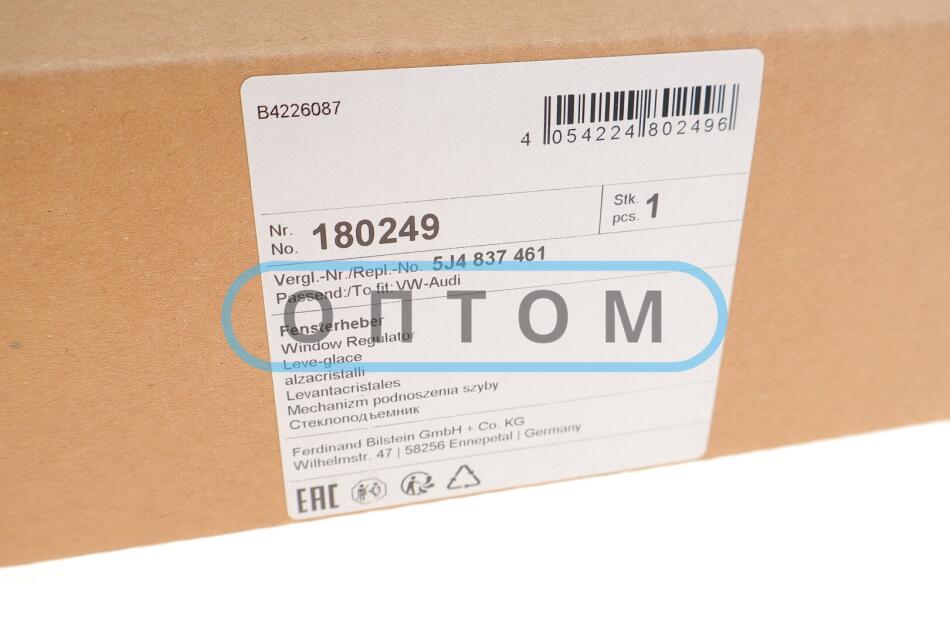 B4226087
4 054224 802496
Nr.
No. 180249
Stk.
pcs. 1
Vergl.-Nr./Repl.-No. 5J4 837 461
Passend:/To fit: VW-Audi
ОПТОМ
Fensterheber
Window Regulator
Leve-glace
alzacristalli
Levantacristales
Mechanizm podnoszenia szyby
Стеклоподъемник
Ferdinand Bilstein GmbH + Co. KG
Wilhelmstr. 47 | 58256 Ennepetal | Germany
EAC